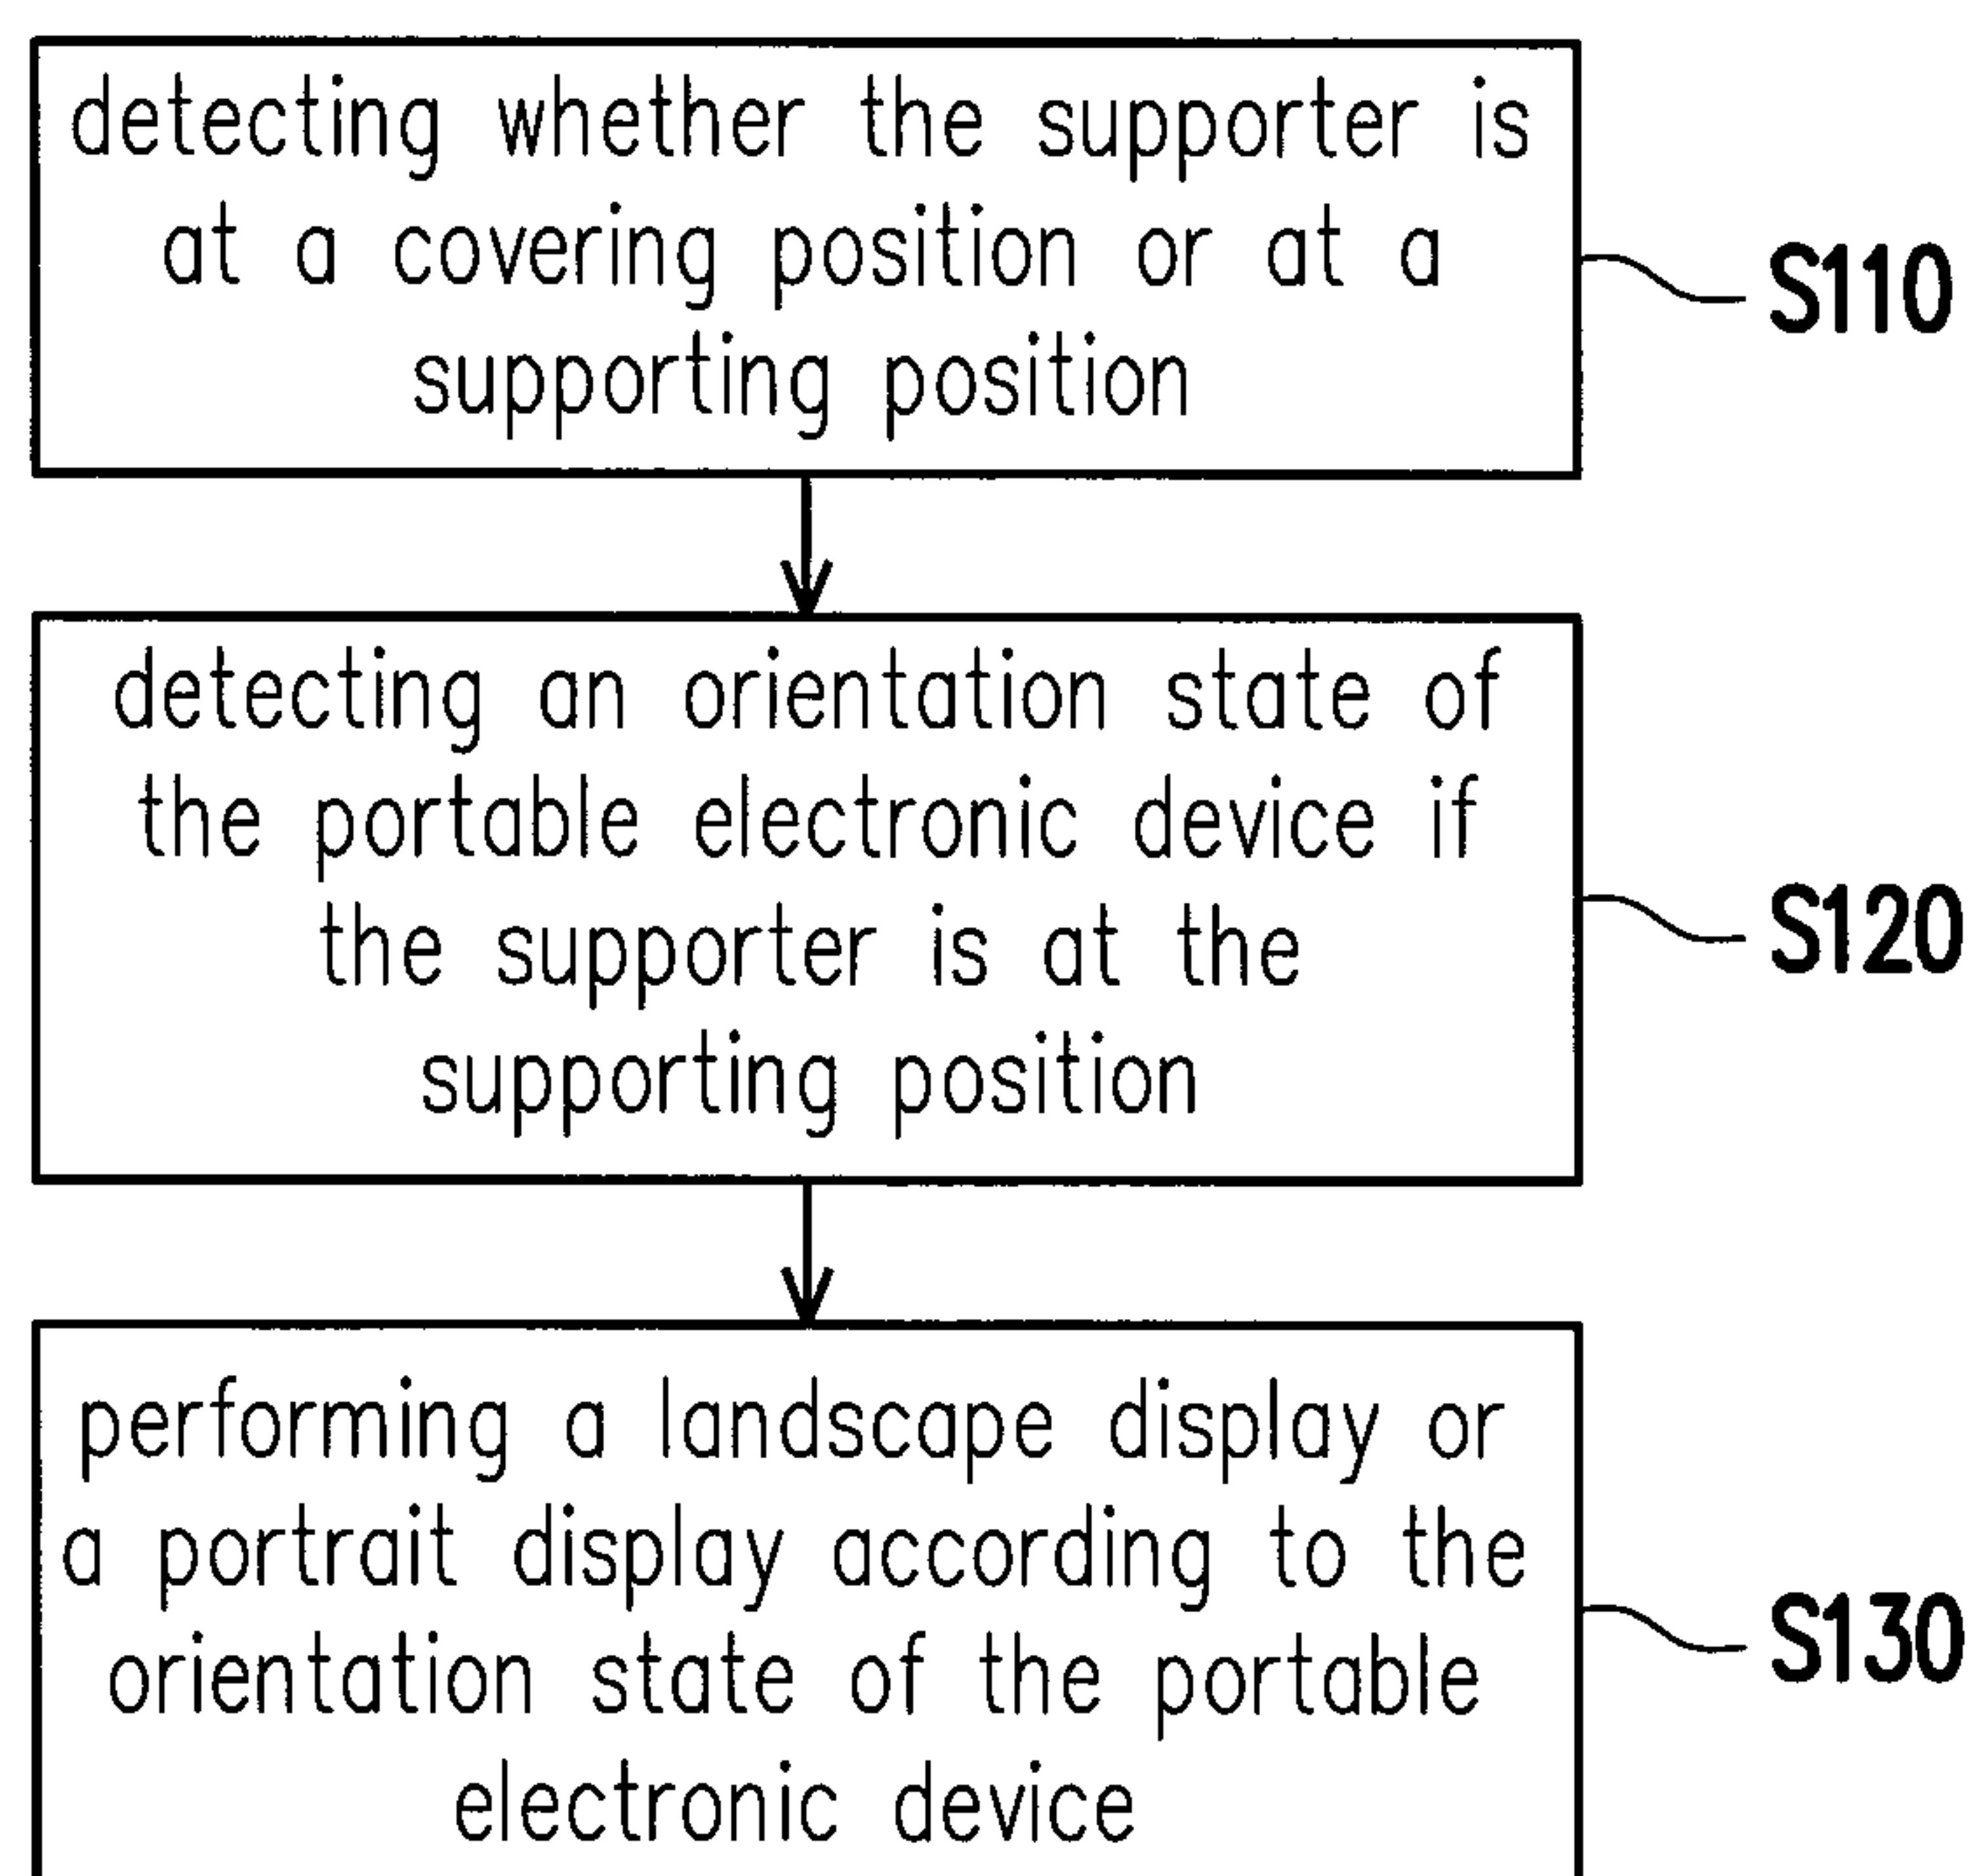 detecting whether the supporter is
at a covering position or at a
supporting position
S110
detecting an orientation state of
the portable electronic device if
the supporter is at the
supporting position
S120
performing a landscape display or
a portrait display according to the
orientation state of the portable
electronic device
S130